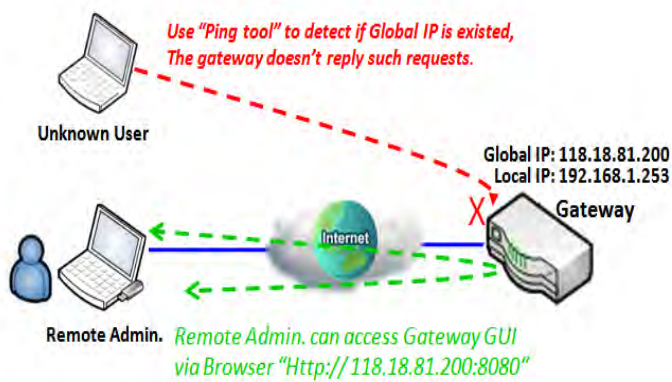 Use “Ping tool” to detect if Global IP is existed,
The gateway doesn’t reply such requests.
Unknown User
Global IP: 118.18.81.200
Local IP: 192.168.1.253
X
Gateway
Internet
Remote Admin.
Remote Admin. can access Gateway GUI
via Browser “Http:// 118.18.81.200:8080“